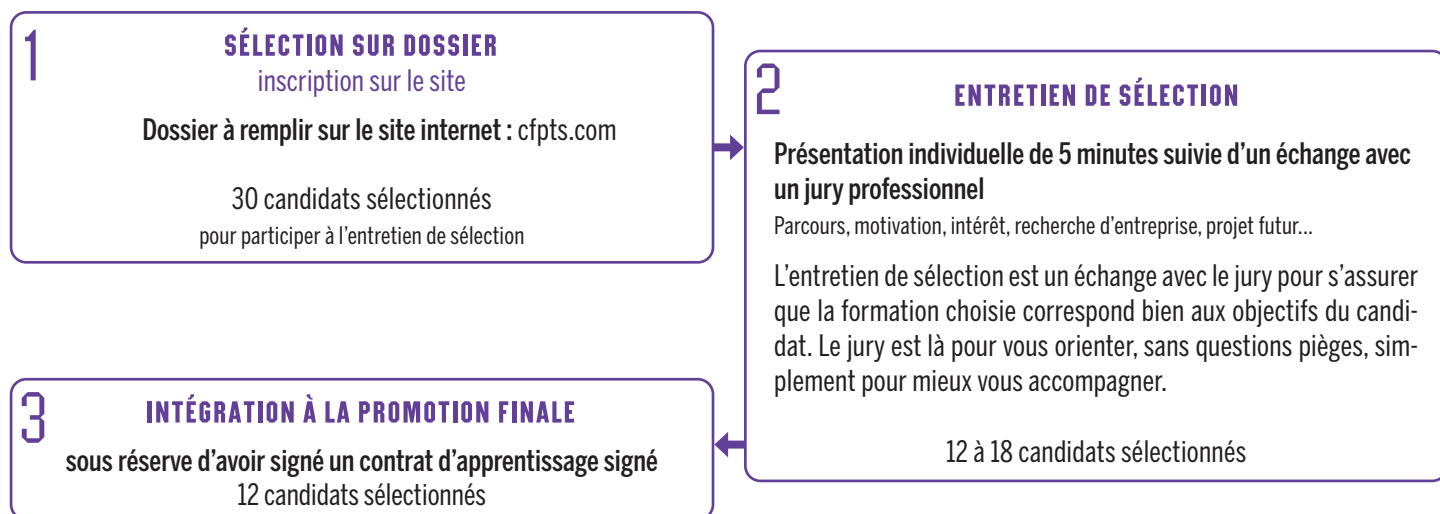 1
SÉLECTION SUR DOSSIER
inscription sur le site
Dossier à remplir sur le site internet : cfpts.com
30 candidats sélectionnés
pour participer à l'entretien de sélection
2
ENTRETIEN DE SÉLECTION
Présentation individuelle de 5 minutes suivie d'un échange avec
un jury professionnel
Parcours, motivation, intérêt, recherche d'entreprise, projet futur...
L'entretien de sélection est un échange avec le jury pour s'assurer
que la formation choisie correspond bien aux objectifs du candi-
dat. Le jury est là pour vous orienter, sans questions pièges, sim-
plement pour mieux vous accompagner.
12 à 18 candidats sélectionnés
3
INTÉGRATION À LA PROMOTION FINALE
sous réserve d'avoir signé un contrat d'apprentissage signé
12 candidats sélectionnés